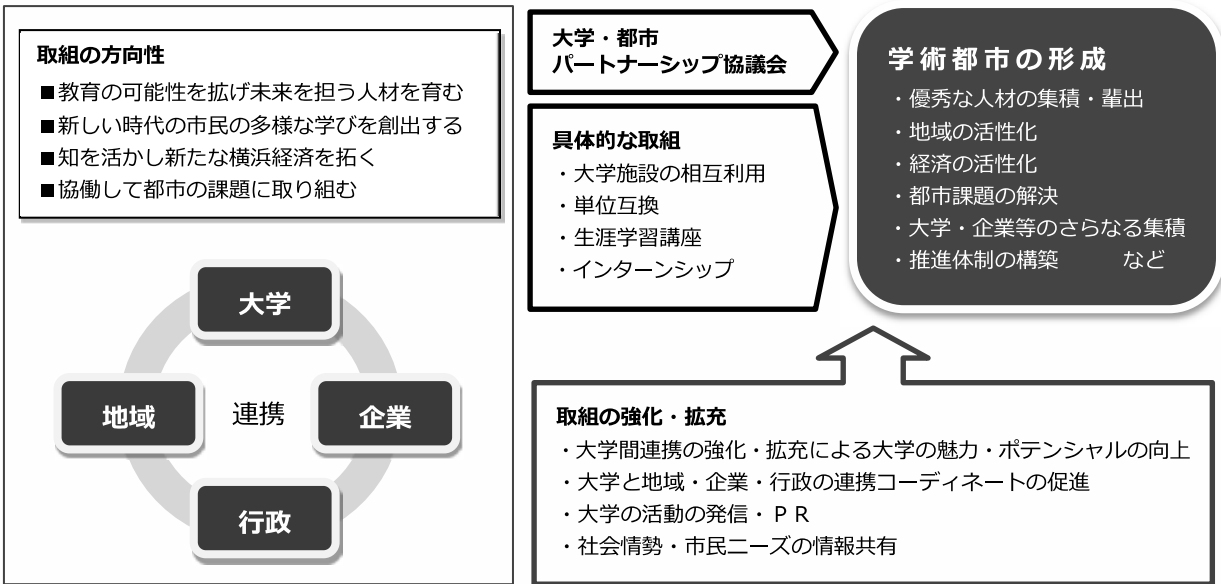 取組の方向性
■教育の可能性を拡げ未来を担う人材を育む
■新しい時代の市民の多様な学びを創出する
■知を活かし新たな横浜経済を拓く
■協働して都市の課題に取り組む
大学
地域
連携
企業
行政
大学・都市
パートナーシップ協議会
具体的な取組
・大学施設の相互利用
・単位互換
・生涯学習講座
・インターンシップ
学術都市の形成
・優秀な人材の集積・輩出
・地域の活性化
・経済の活性化
・都市課題の解決
・大学・企業等のさらなる集積
・推進体制の構築　　など
取組の強化・拡充
・大学間連携の強化・拡充による大学の魅力・ポテンシャルの向上
・大学と地域・企業・行政の連携コーディネートの促進
・大学の活動の発信・ＰＲ
・社会情勢・市民ニーズの情報共有